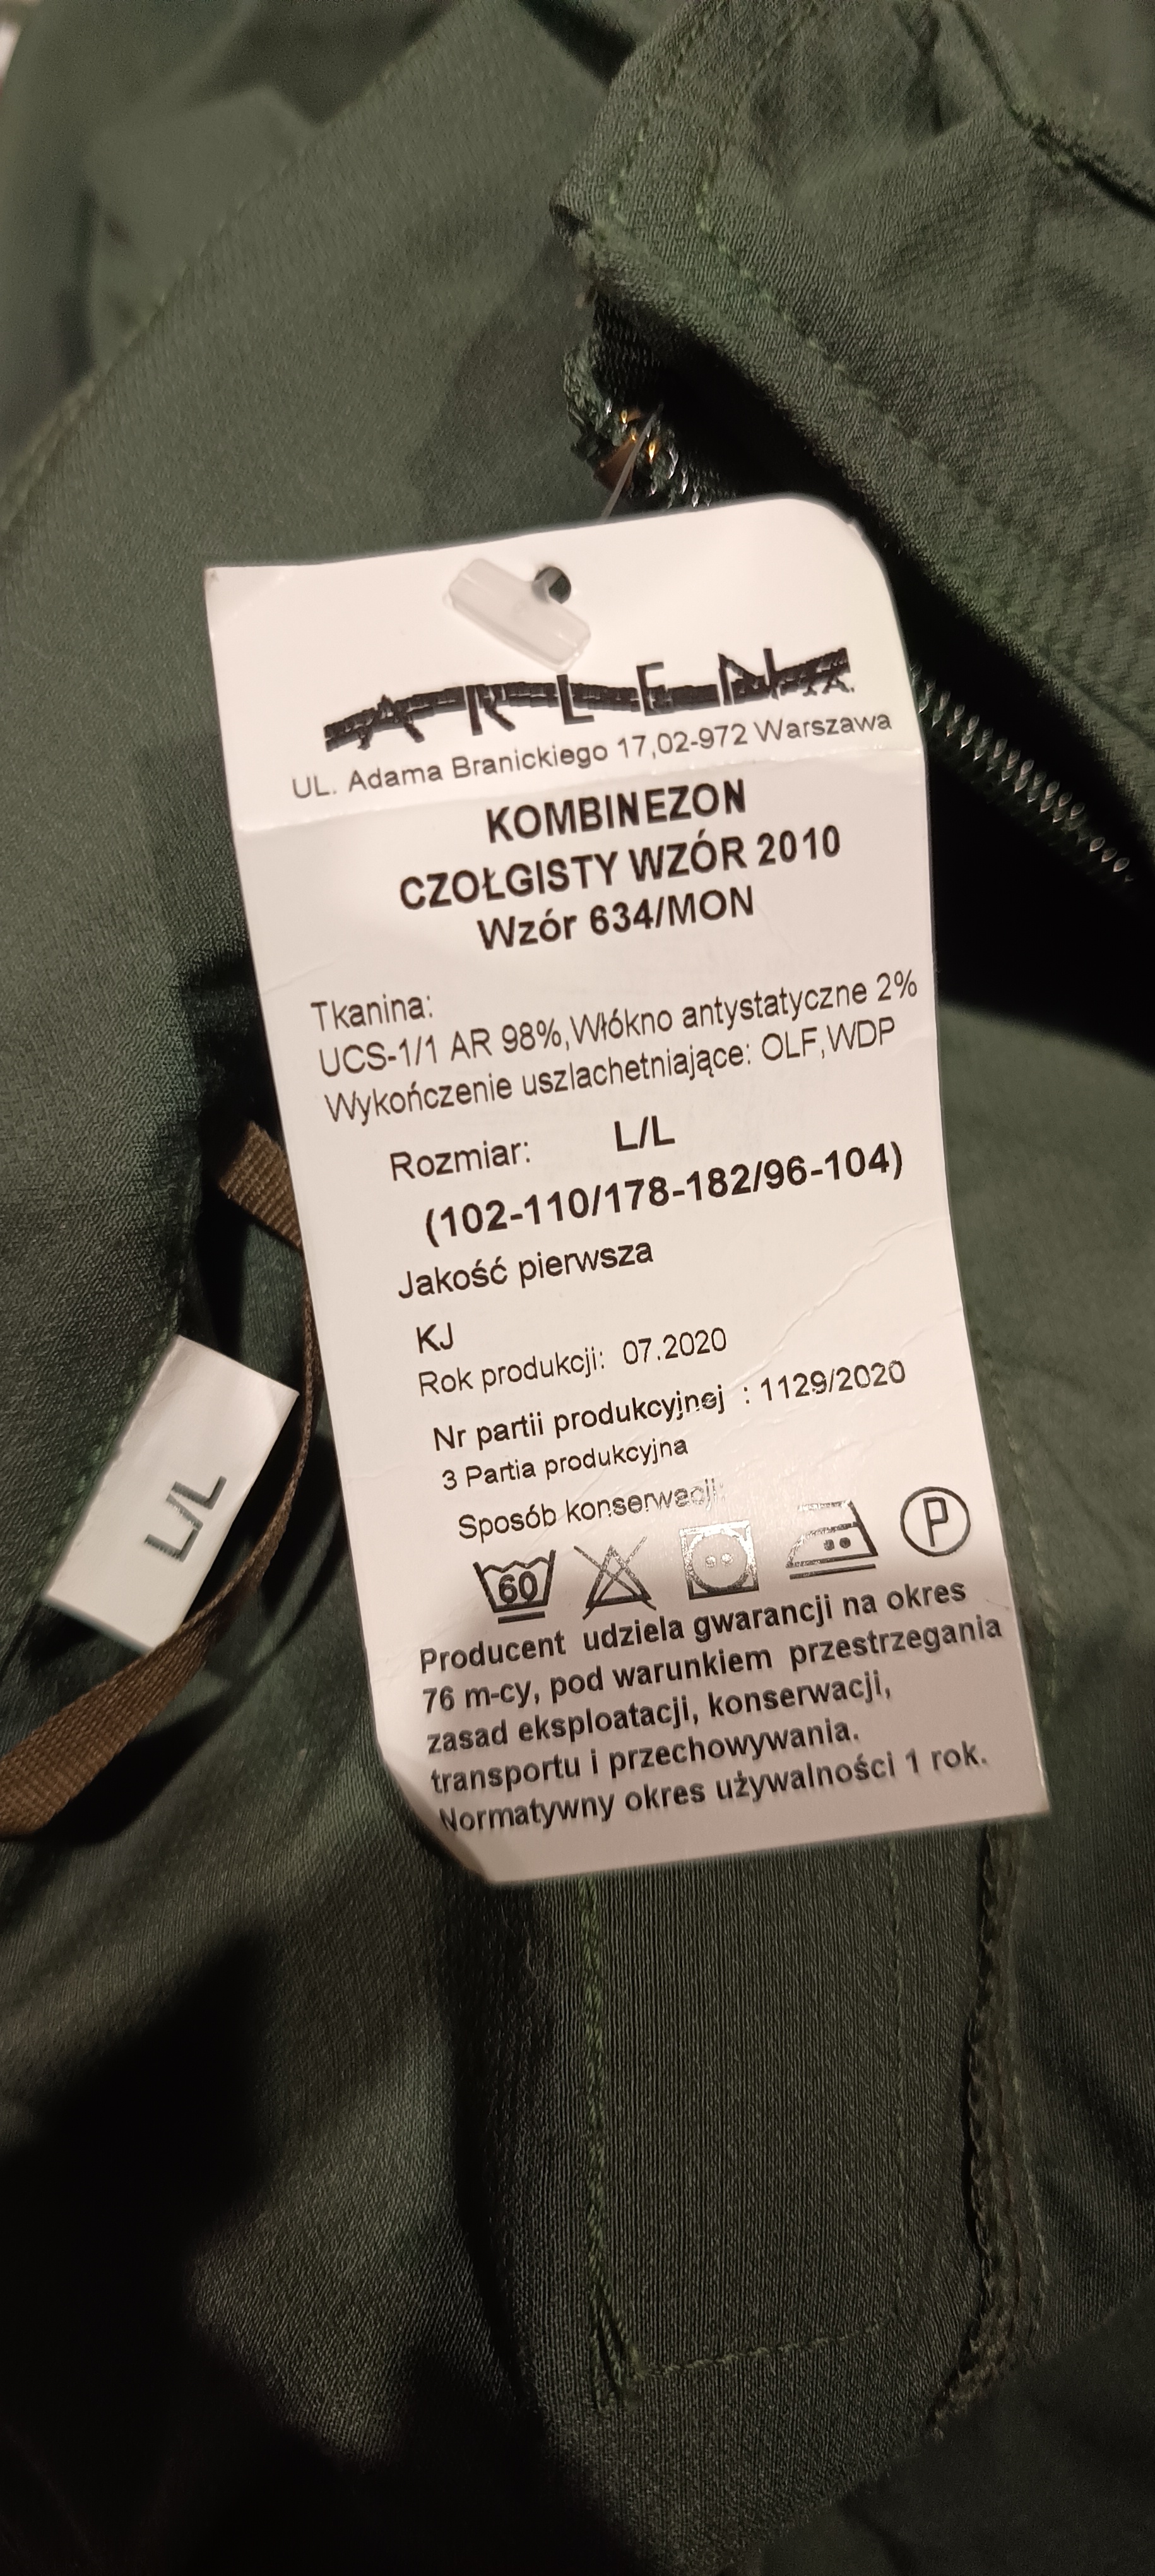 ARLEN S.A.
UL. Adama Branickiego 17,02-972 Warszawa
KOMBINEZON
CZOŁGISTY WZÓR 2010
Wzór 634/MON
Tkanina:
UCS-1/1 AR 98%,Włókno antystatyczne 2%
Wykończenie uszlachetniające: OLF,WDP
Rozmiar: L/L
(102-110/178-182/96-104)
Jakość pierwsza
KJ
Rok produkcji: 07.2020
Nr partii produkcyjnej : 1129/2020
3 Partia produkcyjna
Sposób konserwacji:
60
P
Producent udziela gwarancji na okres
76 m-cy, pod warunkiem przestrzegania
zasad eksploatacji, konserwacji,
transportu i przechowywania.
Normatywny okres używalności 1 rok.
L/L